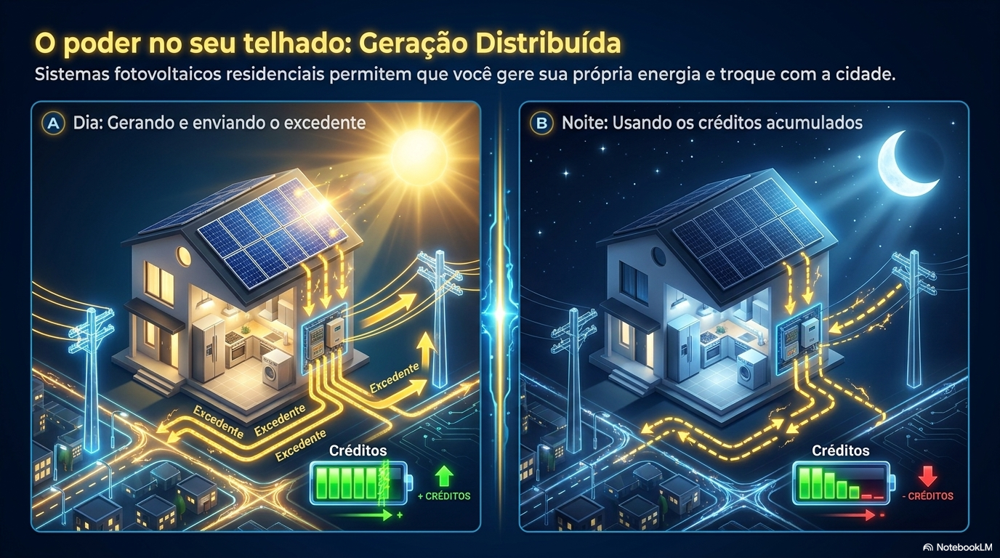 O poder no seu telhado: Geração Distribuída
Sistemas fotovoltaicos residenciais permitem que você gere sua própria energia e troque com a cidade.
A Dia: Gerando e enviando o excedente
Excedente
Excedente
Excedente
Excedente
Créditos
+ CRÉDITOS
+
B Noite: Usando os créditos acumulados
Créditos
- CRÉDITOS
-
NotebookLM